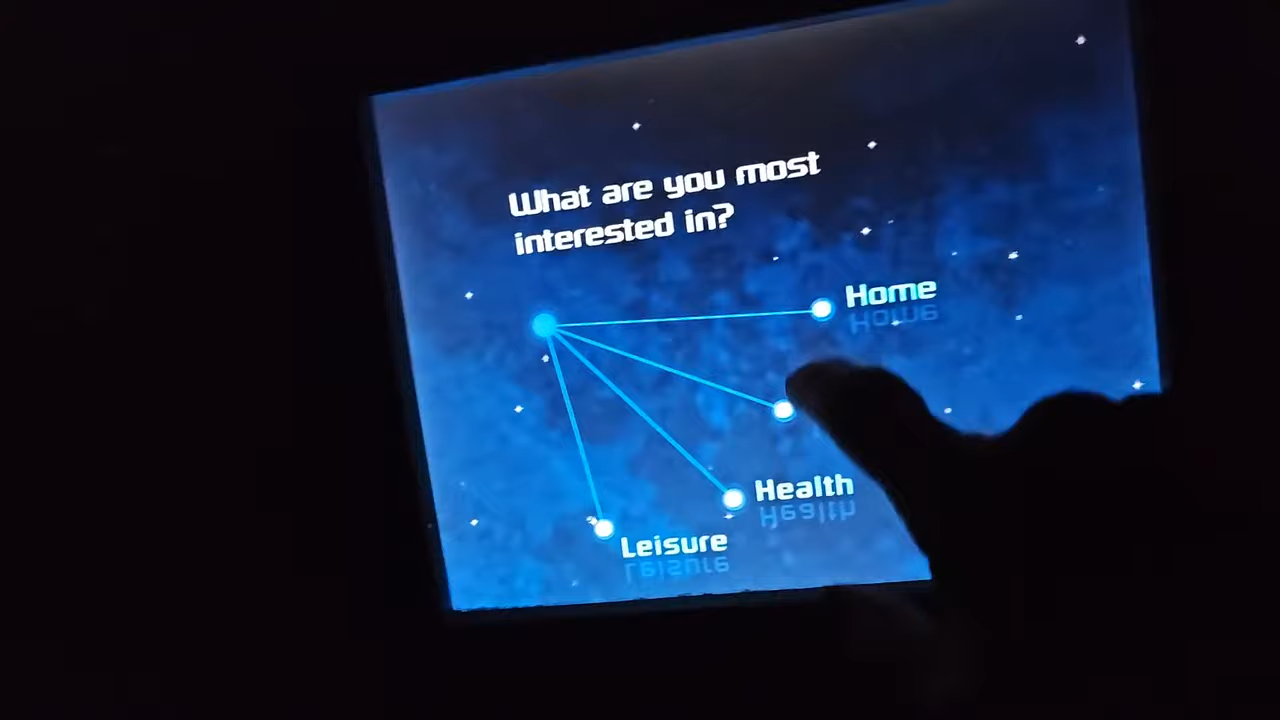 What are you most
interested in?
Home
Health
Leisure